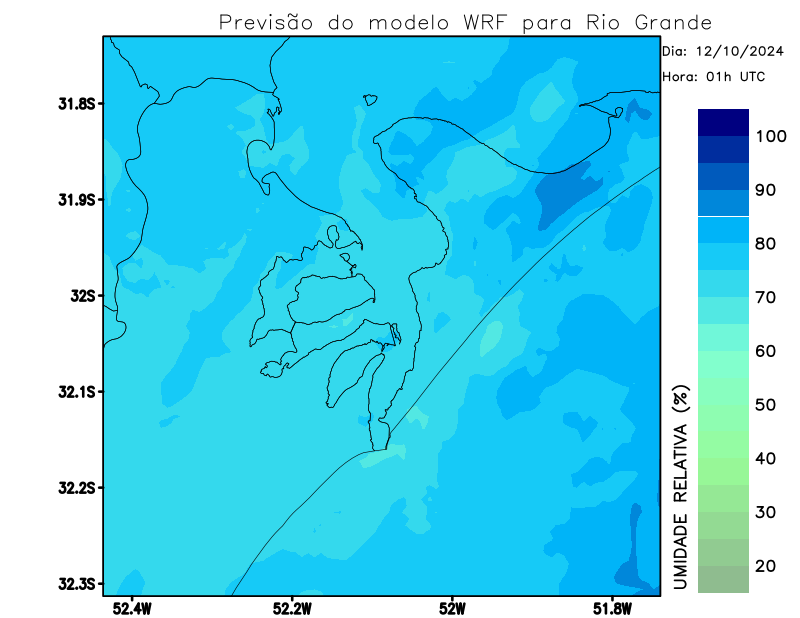 Previsão do modelo WRF para Rio Grande
Dia: 12/10/2024
Hora: 01h UTC
31.8S
31.9S
32S
32.1S
32.2S
32.3S
52.4W
52.2W
52W
51.8W
100
90
80
70
60
50
40
30
20
UMIDADE RELATIVA (%)